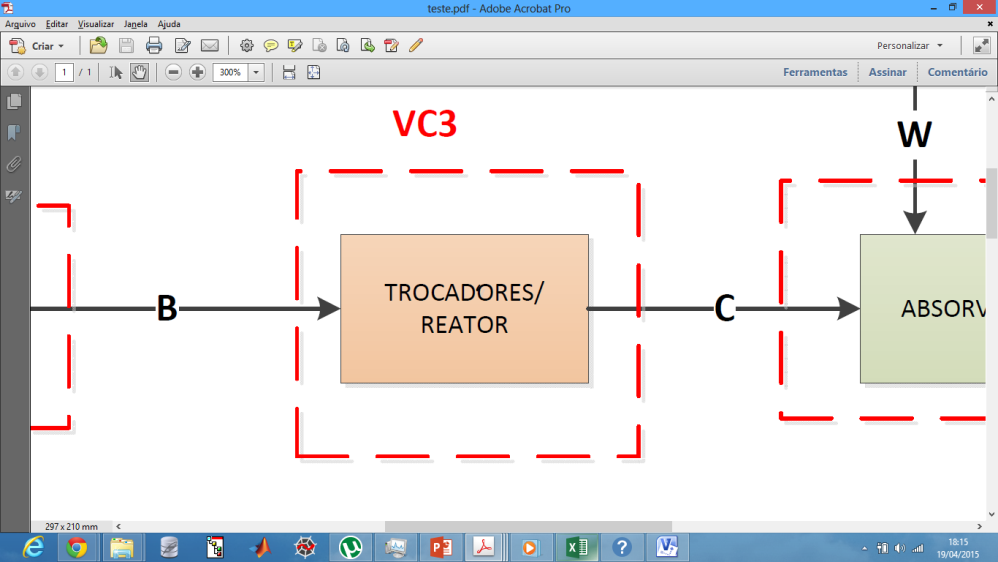 teste.pdf - Adobe Acrobat Pro
Arquivo Editar Visualizar Janela Ajuda
Criar
Personalizar
1 / 1
300%
Ferramentas
Assinar
Comentário
VC3
W
B
TROCADORES/
REATOR
C
ABSORV
297 x 210 mm
18:15
19/04/2015